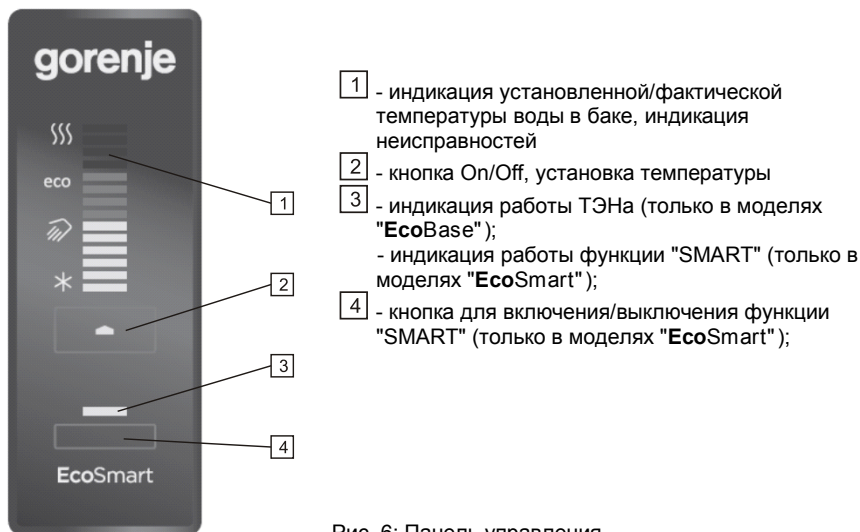 gorenje
eco
EcoSmart
1
2
3
4
1 - индикация установленной/фактической
температуры воды в баке, индикация
неисправностей
2 - кнопка On/Off, установка температуры
3 - индикация работы ТЭНа (только в моделях
"EcoBase");
- индикация работы функции "SMART" (только в
моделях "EcoSmart");
4 - кнопка для включения/выключения функции
"SMART" (только в моделях "EcoSmart");
Рис. 6: Панель управления